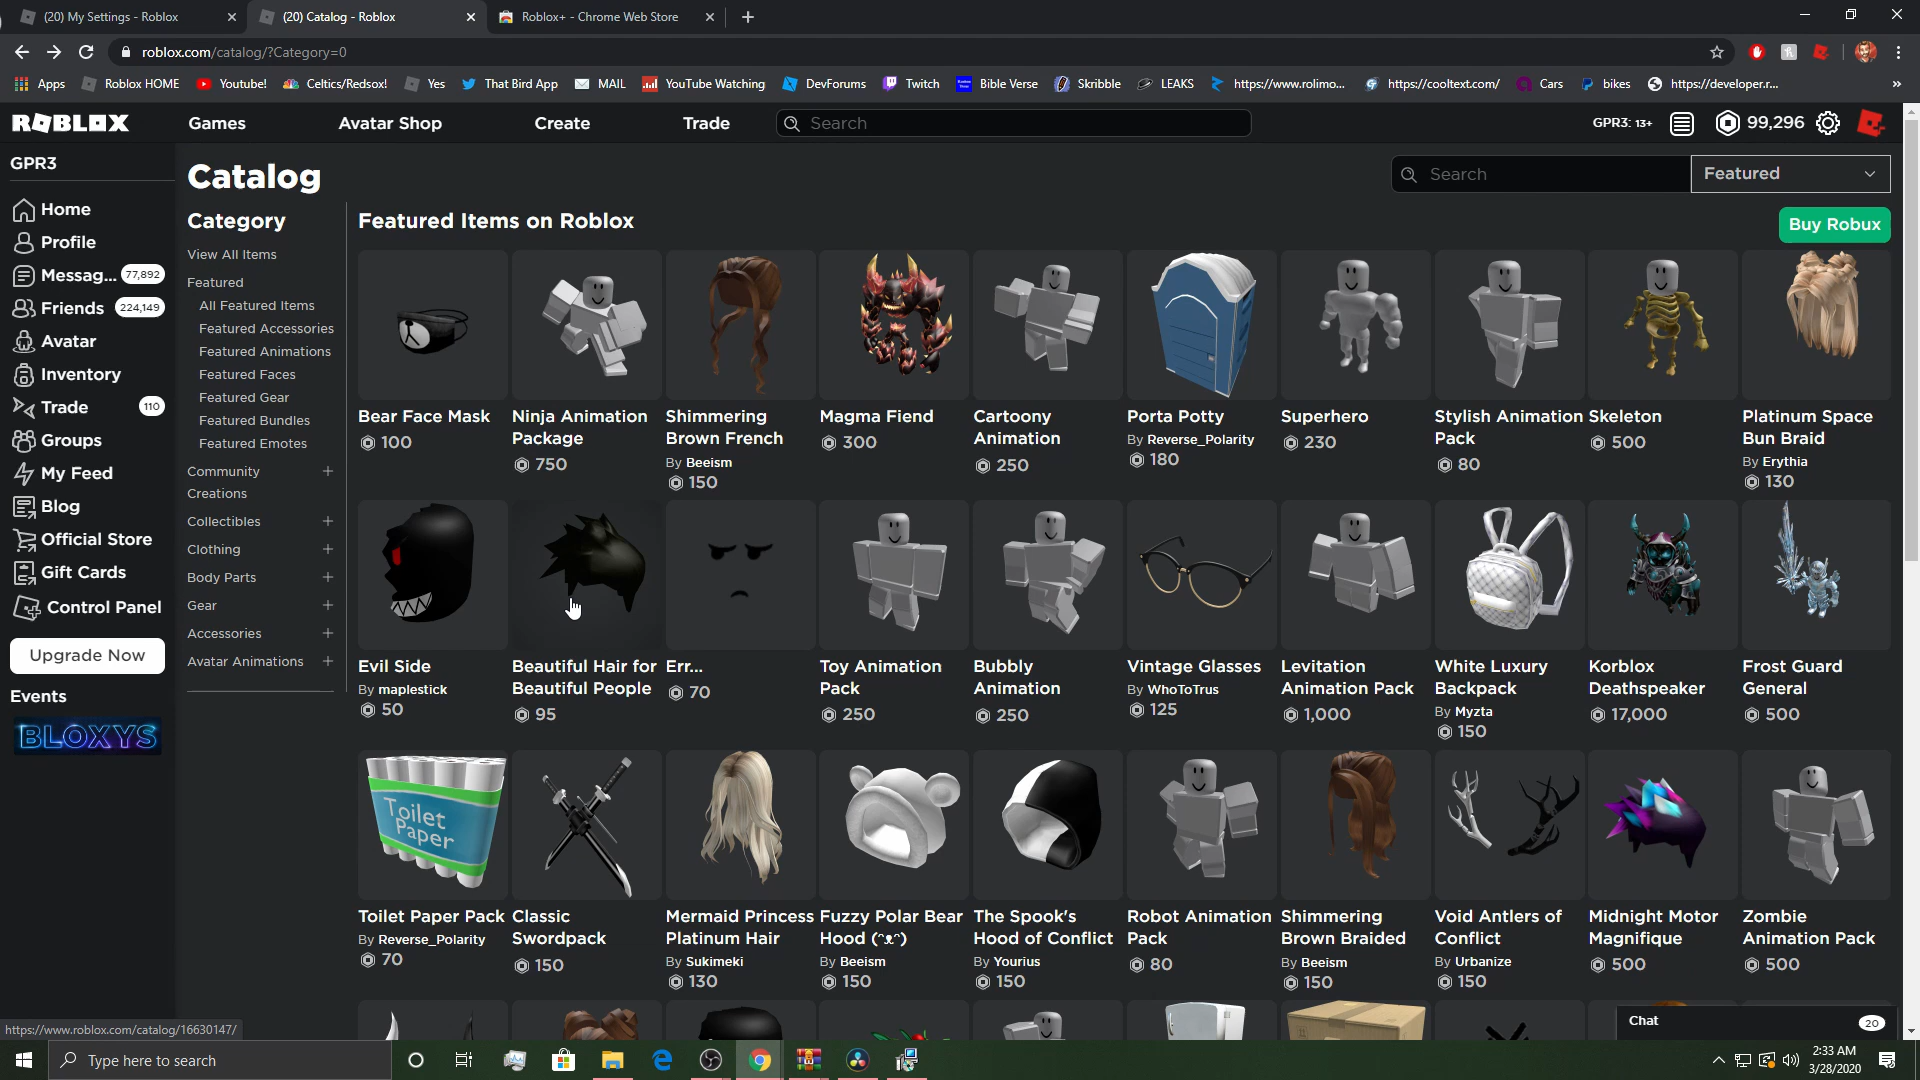 (20) My Settings - Roblox
(20) Catalog - Roblox
Roblox+ - Chrome Web Store
roblox.com/catalog/?Category=0
Apps Roblox HOME Youtube! Celtics/Redsox! Yes That Bird App MAIL YouTube Watching DevForums Twitch Bible Verse Skribble LEAKS https://www.rolimo... https://cooltext.com/ Cars bikes https://developer.r... »
ROBLOX Games Avatar Shop Create Trade Search GPR3: 13+ 99,296
GPR3
Home
Profile
Messag... 77,892
Friends 224,149
Avatar
Inventory
Trade 110
Groups
My Feed
Blog
Official Store
Gift Cards
Control Panel
Upgrade Now
Events
BLOXYS
Catalog
Search
Featured
Category
View All Items
Featured
All Featured Items
Featured Accessories
Featured Animations
Featured Faces
Featured Gear
Featured Bundles
Featured Emotes
Community Creations +
Collectibles +
Clothing +
Body Parts +
Gear +
Accessories +
Avatar Animations +
Featured Items on Roblox
Buy Robux
Bear Face Mask
100
Ninja Animation
Package
750
Shimmering
Brown French
By Beeism
150
Magma Fiend
300
Cartoony
Animation
250
Porta Potty
By Reverse_Polarity
180
Superhero
230
Stylish Animation
Pack
80
Skeleton
500
Platinum Space
Bun Braid
By Erythia
130
Evil Side
By maplestick
50
Beautiful Hair for
Beautiful People
95
Err...
70
Toy Animation
Pack
250
Bubbly
Animation
250
Vintage Glasses
By WhoToTrus
125
Levitation
Animation Pack
1,000
White Luxury
Backpack
By Myzta
150
Korblox
Deathspeaker
17,000
Frost Guard
General
500
Toilet
Paper
Toilet Paper Pack
By Reverse_Polarity
70
Classic
Swordpack
150
Mermaid Princess
Platinum Hair
By Sukimeki
130
Fuzzy Polar Bear
Hood (ᵔᴥᵔ)
By Beeism
150
The Spook's
Hood of Conflict
By Yourius
150
Robot Animation
Pack
80
Shimmering
Brown Braided
By Beeism
150
Void Antlers of
Conflict
By Urbanize
150
Midnight Motor
Magnifique
500
Zombie
Animation Pack
500
Chat 20
https://www.roblox.com/catalog/16630147/
Type here to search
2:33 AM
3/28/2020